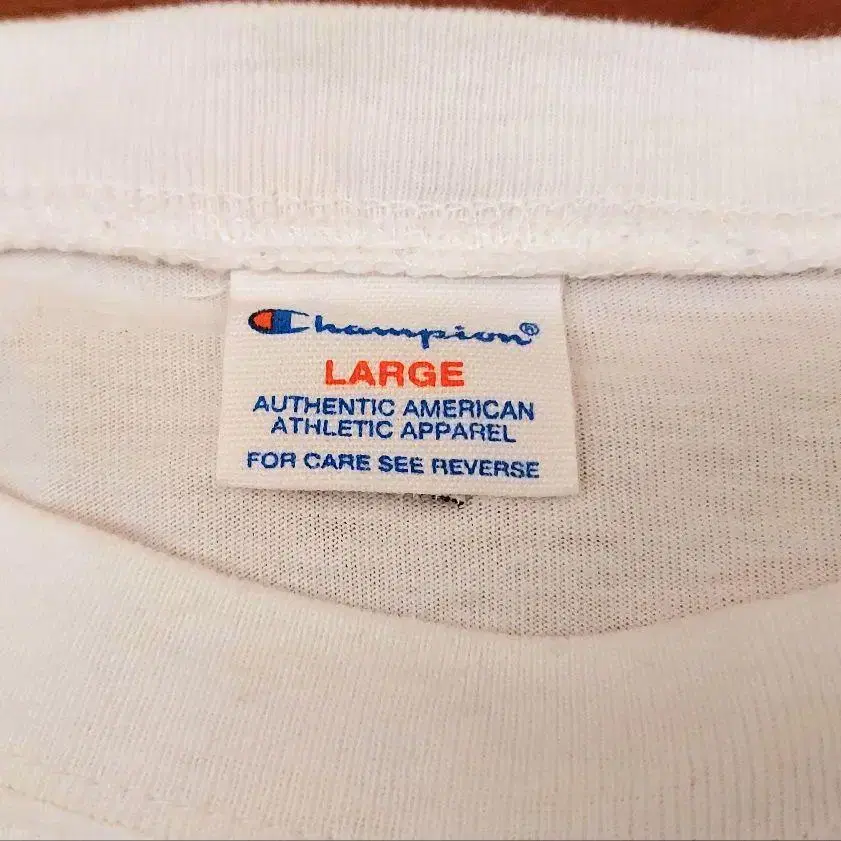 Champion®
LARGE
AUTHENTIC AMERICAN
ATHLETIC APPAREL
FOR CARE SEE REVERSE